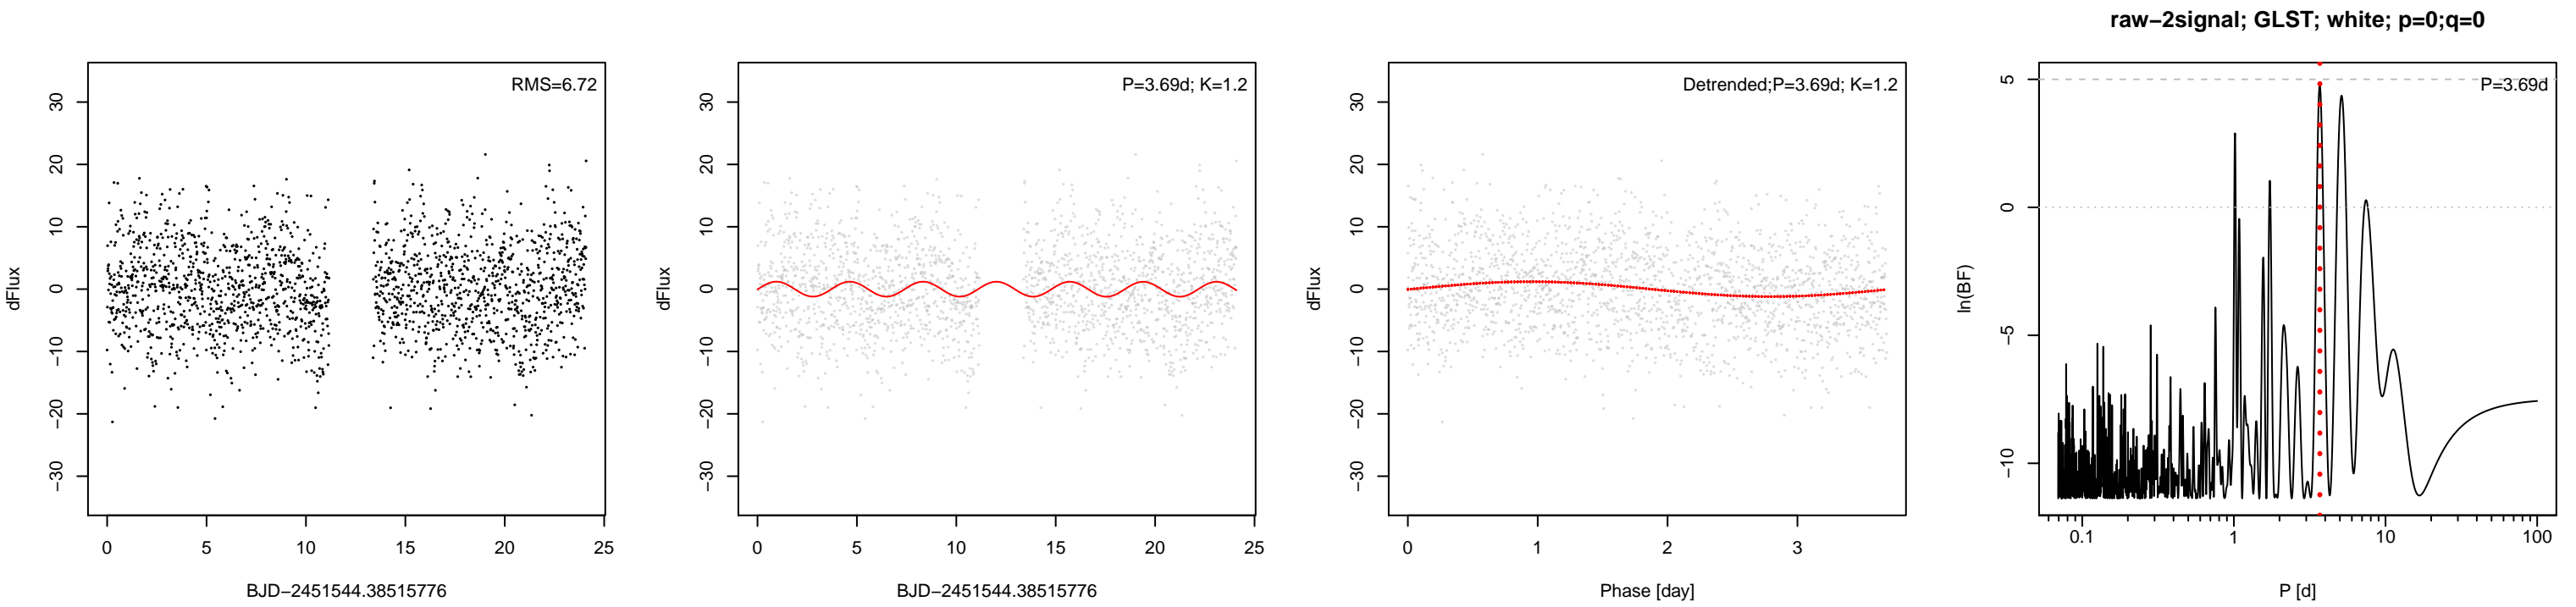 raw−2signal; GLST; white; p=0;q=0
RMS=6.72
dFlux
−30 −20 −10 0 10 20 30
0 5 10 15 20 25
BJD−2451544.38515776
P=3.69d; K=1.2
dFlux
−30 −20 −10 0 10 20 30
0 5 10 15 20 25
BJD−2451544.38515776
Detrended;P=3.69d; K=1.2
dFlux
−30 −20 −10 0 10 20 30
0 1 2 3
Phase [day]
P=3.69d
ln(BF)
−10 −5 0 5
0.1 1 10 100
P [d]